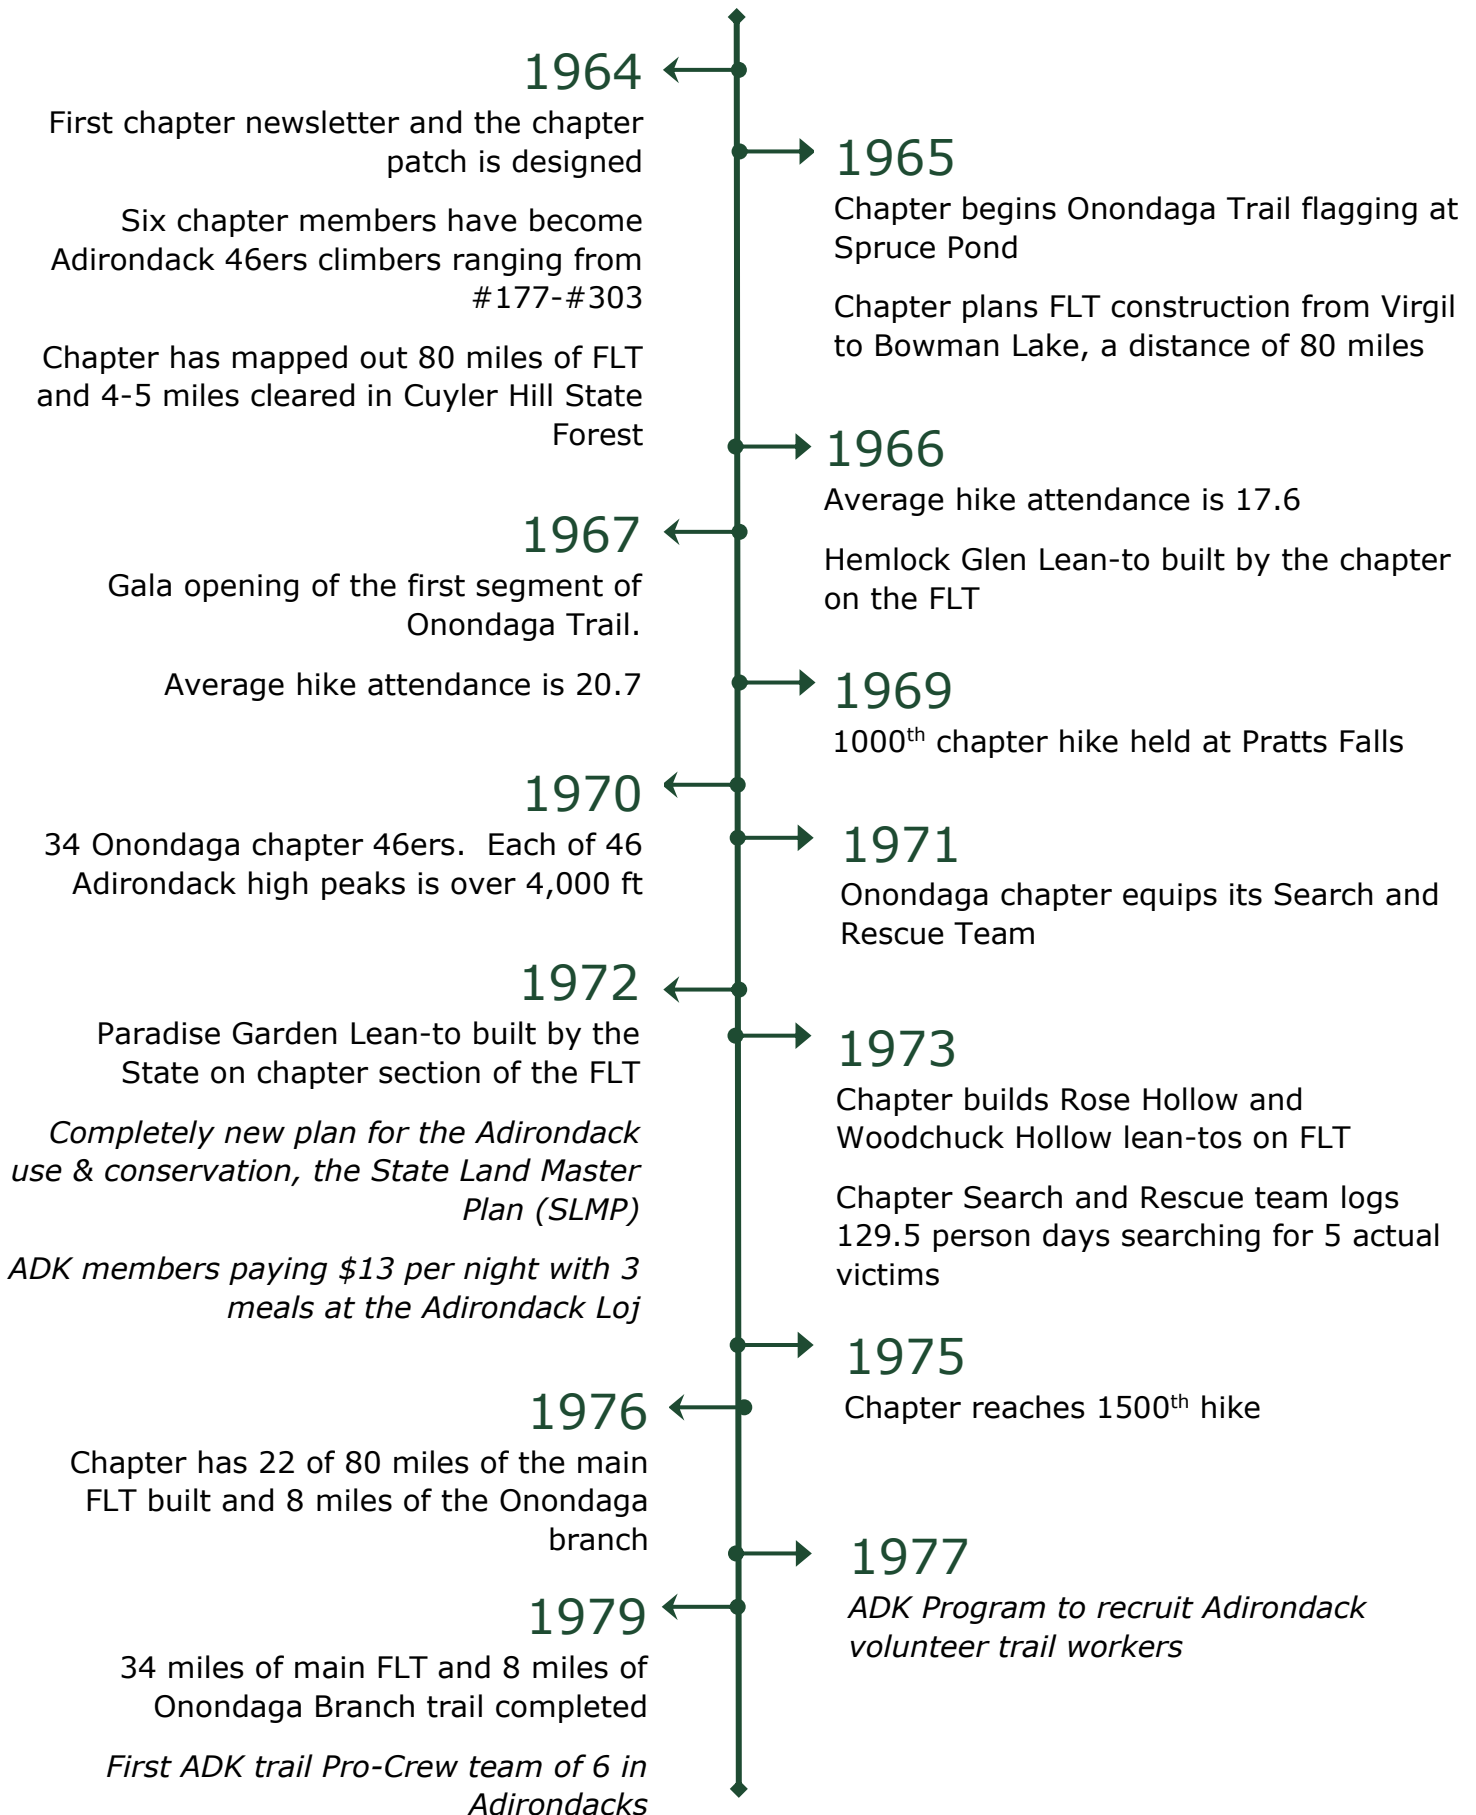 1964
First chapter newsletter and the chapter
patch is designed
Six chapter members have become
Adirondack 46ers climbers ranging from
#177-#303
Chapter has mapped out 80 miles of FLT
and 4-5 miles cleared in Cuyler Hill State
Forest
1965
Chapter begins Onondaga Trail flagging at
Spruce Pond
Chapter plans FLT construction from Virgil
to Bowman Lake, a distance of 80 miles
1966
Average hike attendance is 17.6
Hemlock Glen Lean-to built by the chapter
on the FLT
1967
Gala opening of the first segment of
Onondaga Trail.
Average hike attendance is 20.7
1969
1000th chapter hike held at Pratts Falls
1970
34 Onondaga chapter 46ers.  Each of 46
Adirondack high peaks is over 4,000 ft
1971
Onondaga chapter equips its Search and
Rescue Team
1972
Paradise Garden Lean-to built by the
State on chapter section of the FLT
Completely new plan for the Adirondack
use & conservation, the State Land Master
Plan (SLMP)
ADK members paying $13 per night with 3
meals at the Adirondack Loj
1973
Chapter builds Rose Hollow and
Woodchuck Hollow lean-tos on FLT
Chapter Search and Rescue team logs
129.5 person days searching for 5 actual
victims
1975
Chapter reaches 1500th hike
1976
Chapter has 22 of 80 miles of the main
FLT built and 8 miles of the Onondaga
branch
1977
ADK Program to recruit Adirondack
volunteer trail workers
1979
34 miles of main FLT and 8 miles of
Onondaga Branch trail completed
First ADK trail Pro-Crew team of 6 in
Adirondacks